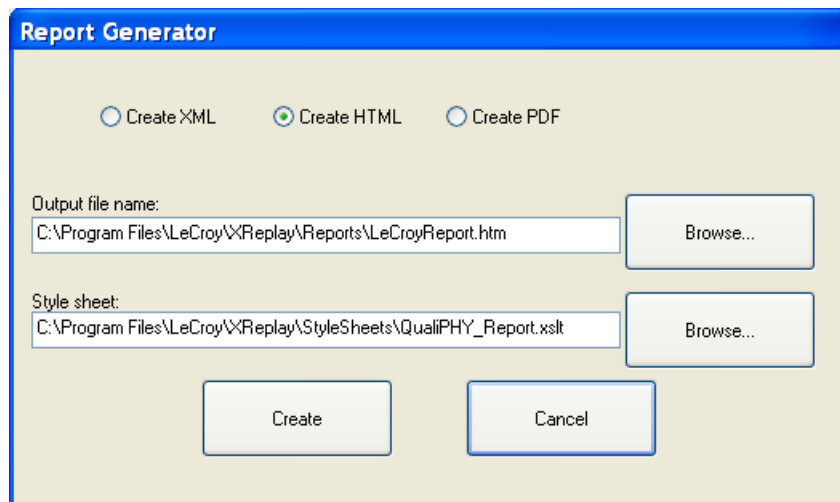 Report Generator
Create XML Create HTML Create PDF
Output file name:
C:\Program Files\LeCroy\XReplay\Reports\LeCroyReport.htm
Browse...
Style sheet:
C:\Program Files\LeCroy\XReplay\StyleSheets\QualiPHY_Report.xslt
Browse...
Create Cancel